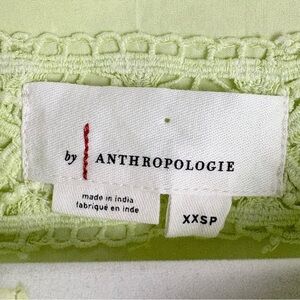 by ANTHROPOLOGIE
made in india
fabriqué en inde
XXSP